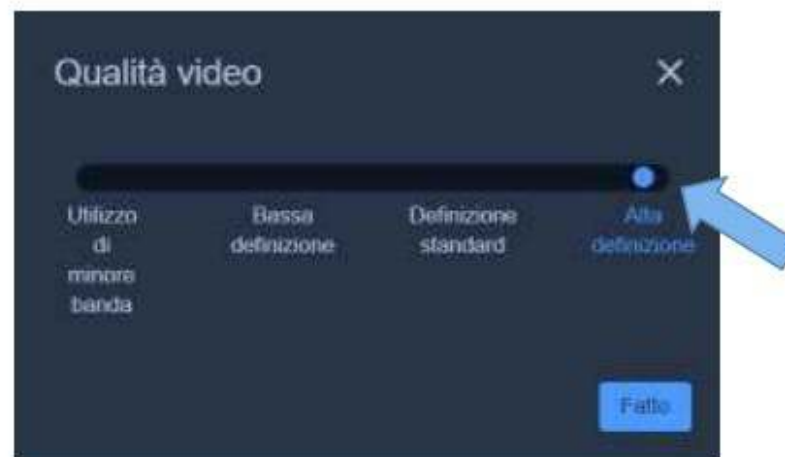 Qualità video
Utilizzo
di
minore
banda
Bassa
definizione
Definizione
standard
Alta
definizione
Fatto